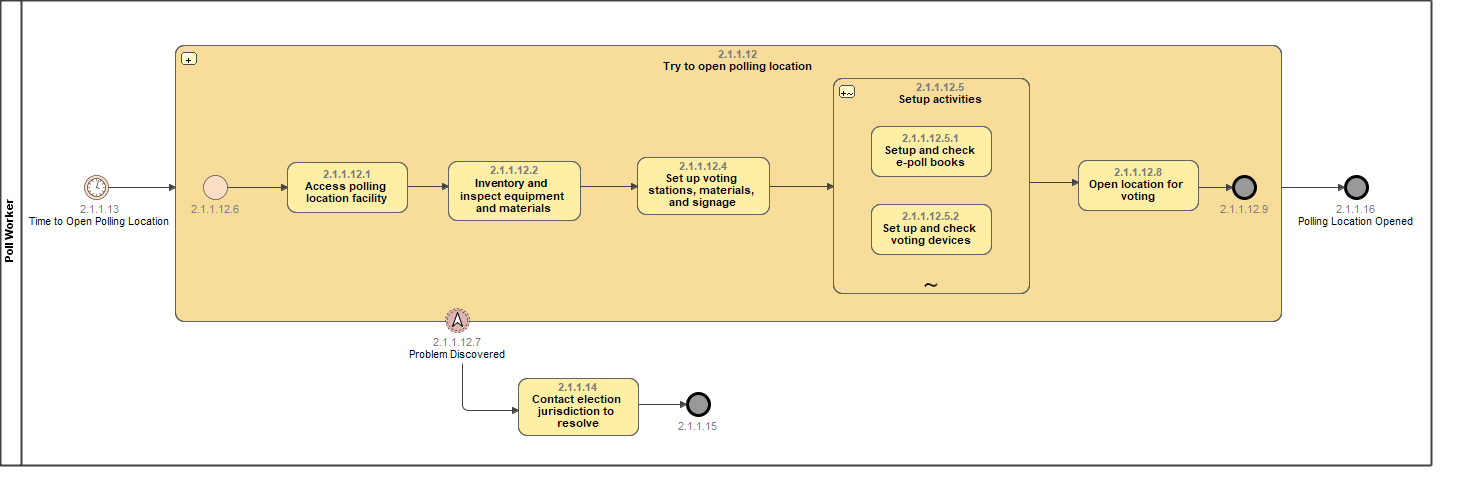 Poll Worker
2.1.1.13
Time to Open Polling Location
2.1.1.12
Try to open polling location
2.1.1.12.6
2.1.1.12.1
Access polling
location facility
2.1.1.12.2
Inventory and
inspect equipment
and materials
2.1.1.12.4
Set up voting
stations, materials,
and signage
2.1.1.12.5
Setup activities
2.1.1.12.5.1
Setup and check
e-poll books
2.1.1.12.5.2
Set up and check
voting devices
2.1.1.12.8
Open location for
voting
2.1.1.12.9
2.1.1.16
Polling Location Opened
2.1.1.12.7
Problem Discovered
2.1.1.14
Contact election
jurisdiction to
resolve
2.1.1.15